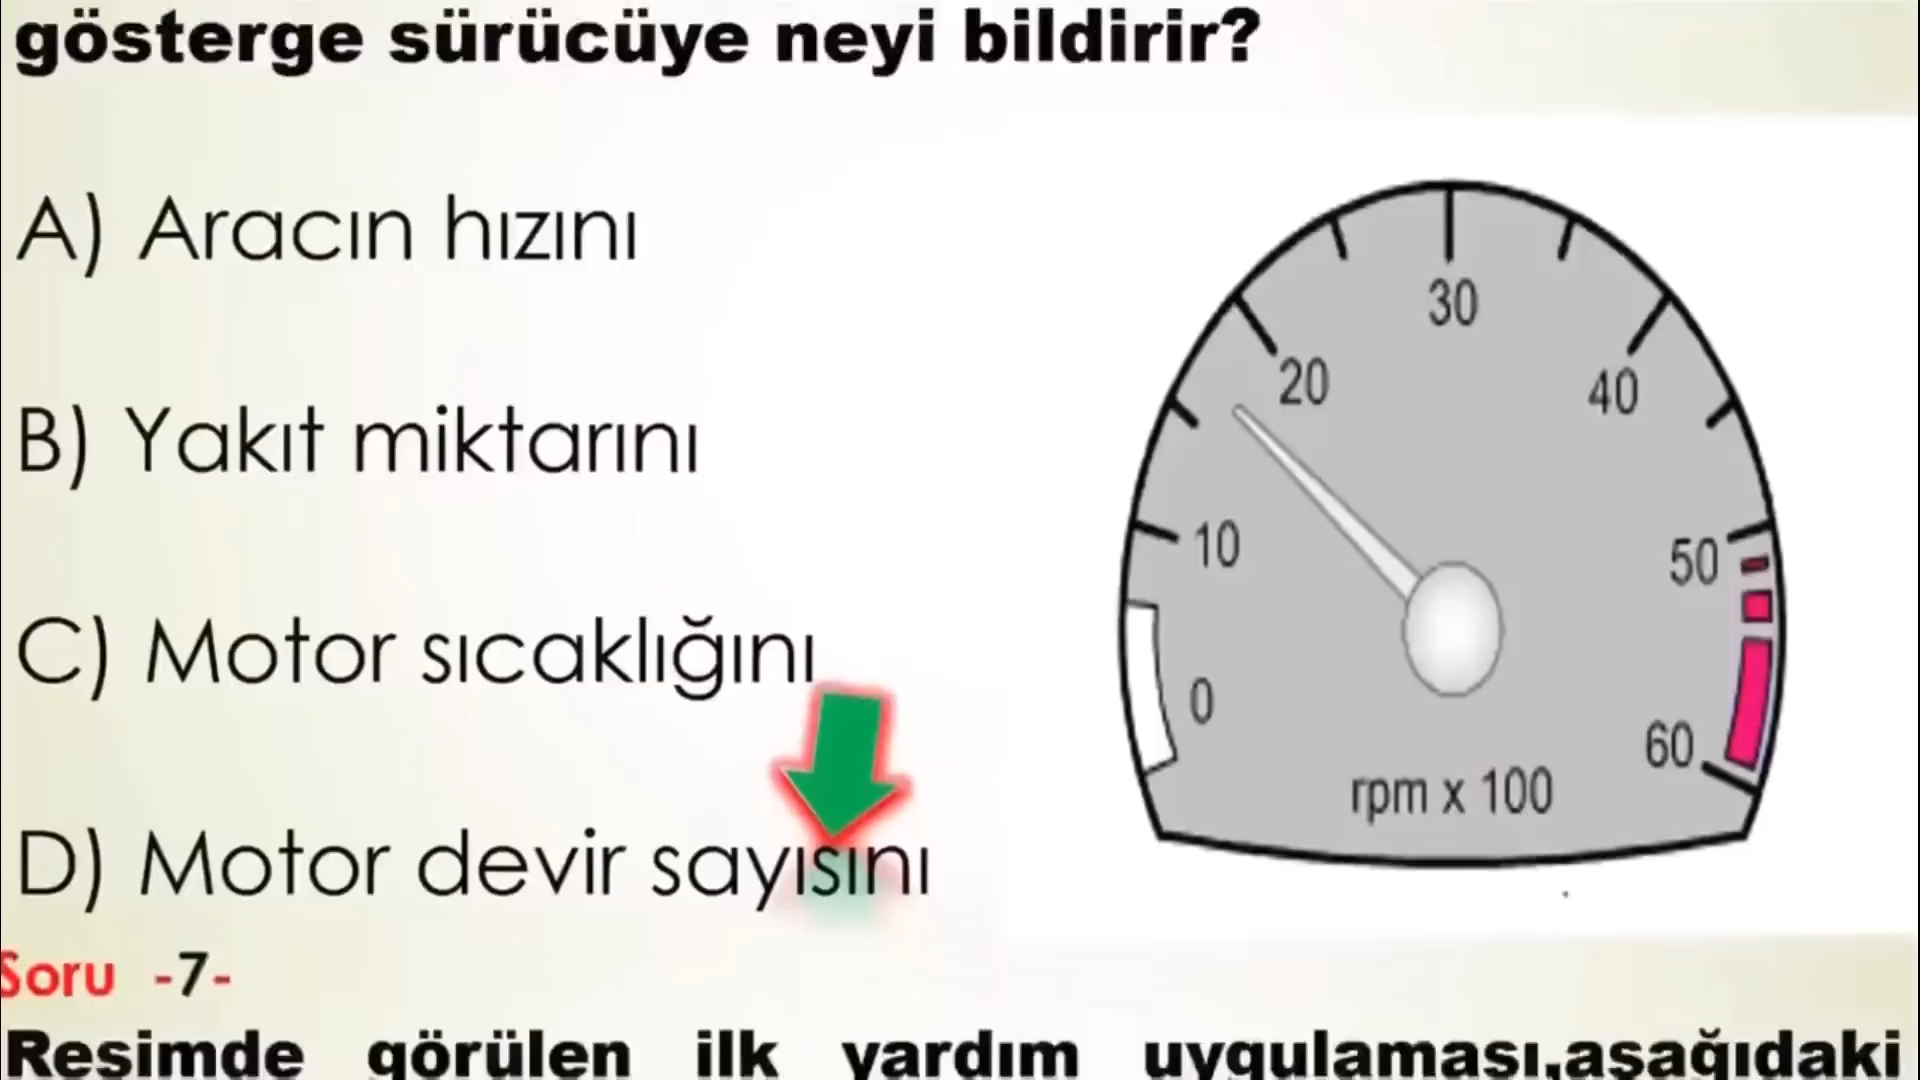 gösterge sürücüye neyi bildirir?
A) Aracın hızını
B) Yakıt miktarını
C) Motor sıcaklığını
D) Motor devir sayısını
30
20
40
10
50
0
60
rpm x 100
Soru -7-
Resimde görülen ilk yardım uygulaması,aşağıdaki